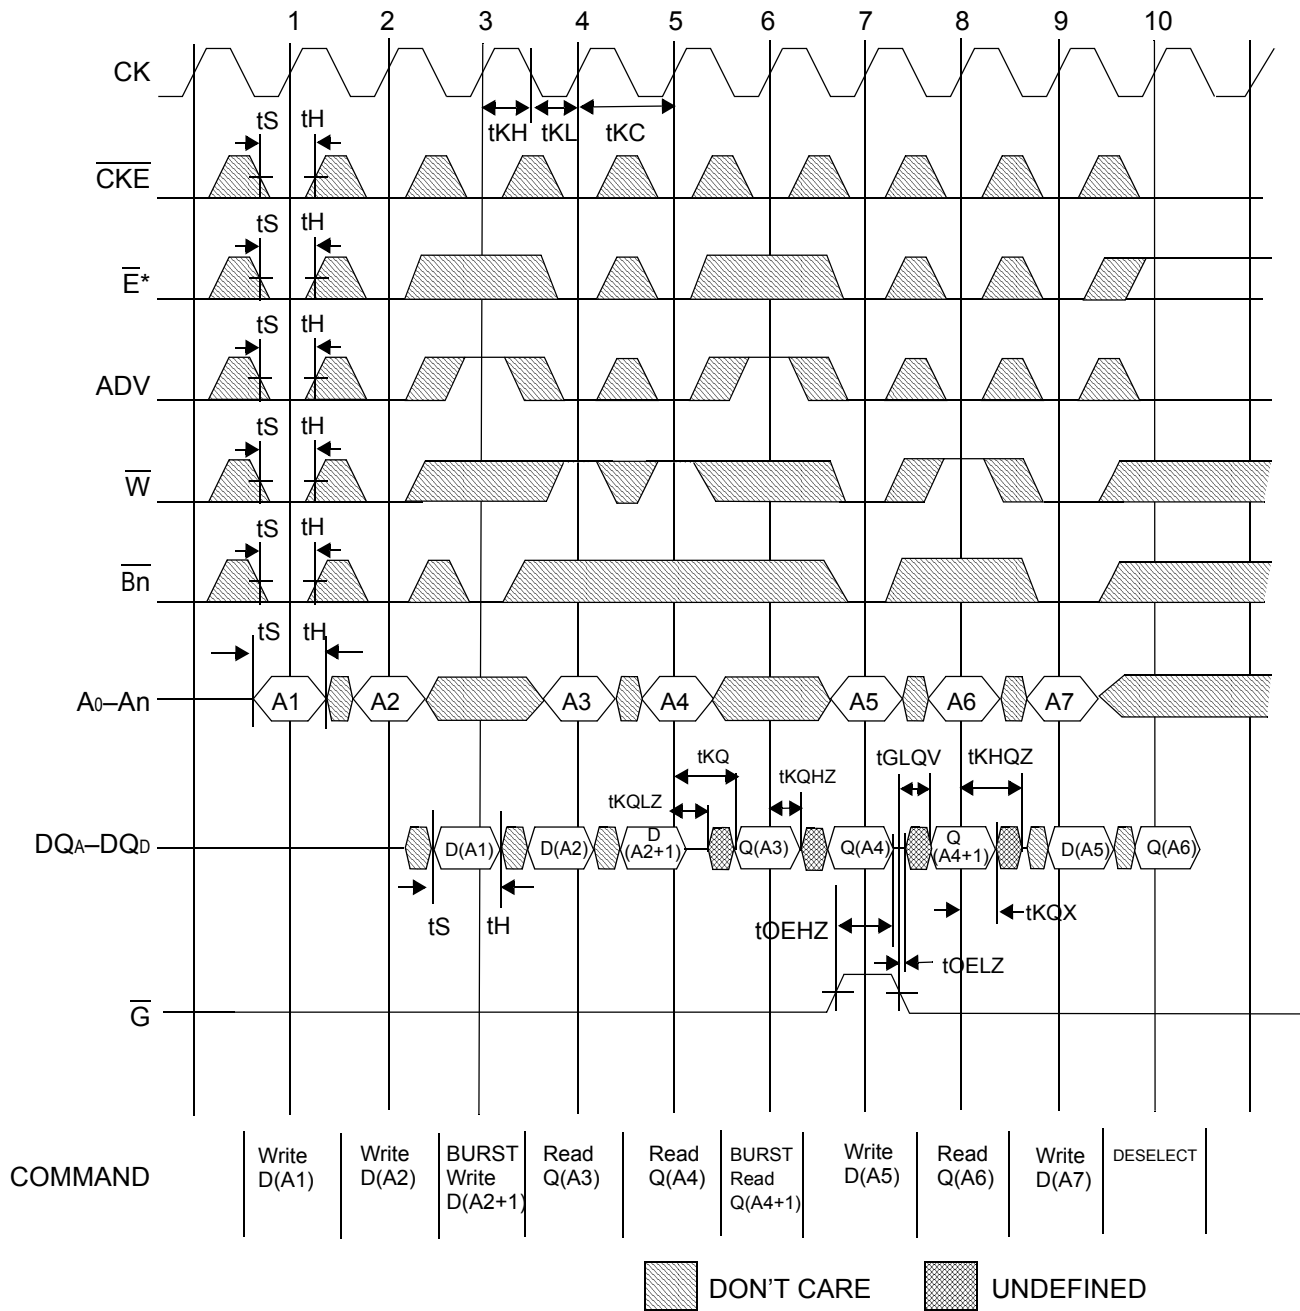 1 2 3 4 5 6 7 8 9 10
CK
tKH tKL tKC
tS tH
CKE
tS tH
E*
tS tH
ADV
tS tH
W
tS tH
Bn
tS tH
A0–An A1 A2 A3 A4 A5 A6 A7
tKQ tGLQV tKHQZ
tKQHZ
tKQLZ
DQA–DQD D(A1) D(A2) D (A2+1) Q(A3) Q(A4) Q (A4+1) D(A5) Q(A6)
tS tH tOEHZ tKQX
tOELZ
G
COMMAND
Write D(A1)
Write D(A2)
BURST Write D(A2+1)
Read Q(A3)
Read Q(A4)
BURST Read Q(A4+1)
Write D(A5)
Read Q(A6)
Write D(A7)
DESELECT
DON'T CARE UNDEFINED